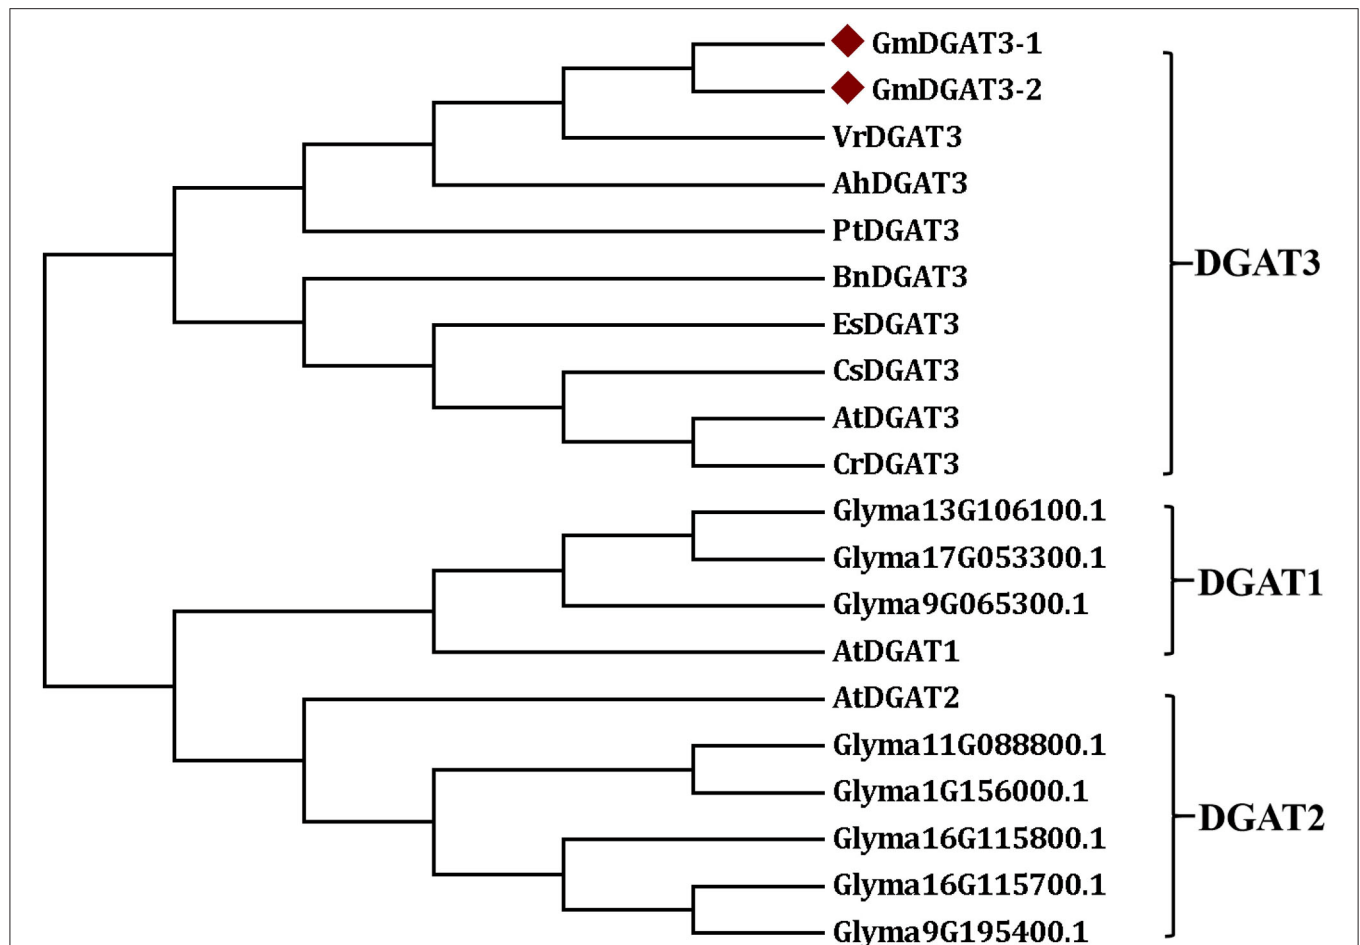 GmDGAT3-1
GmDGAT3-2
VrDGAT3
AhDGAT3
PtDGAT3
BnDGAT3
EsDGAT3
CsDGAT3
AtDGAT3
CrDGAT3
DGAT3
Glyma13G106100.1
Glyma17G053300.1
Glyma9G065300.1
AtDGAT1
DGAT1
AtDGAT2
Glyma11G088800.1
Glyma1G156000.1
Glyma16G115800.1
Glyma16G115700.1
Glyma9G195400.1
DGAT2